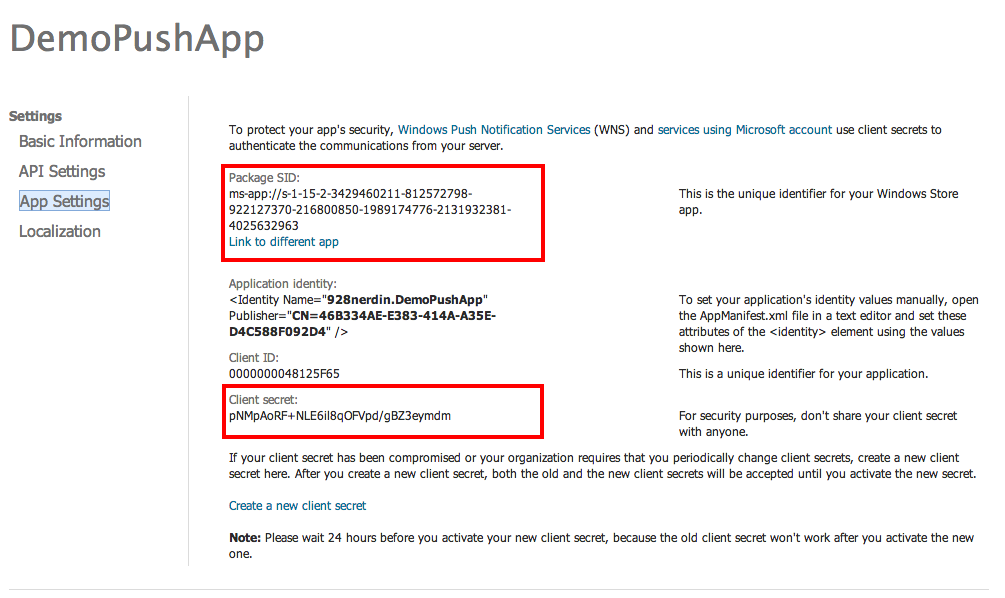 DemoPushApp
Settings
Basic Information
API Settings
App Settings
Localization
To protect your app's security, Windows Push Notification Services (WNS) and services using Microsoft account use client secrets to
authenticate the communications from your server.
Package SID:
ms-app://s-1-15-2-3429460211-812572798-
922127370-216800850-1989174776-2131932381-
4025632963
Link to different app
This is the unique identifier for your Windows Store
app.
Application identity:
<Identity Name="928nerdin.DemoPushApp"
Publisher="CN=46B334AE-E383-414A-A35E-
D4C588F092D4" />
To set your application's identity values manually, open
the AppManifest.xml file in a text editor and set these
attributes of the <identity> element using the values
shown here.
Client ID:
0000000048125F65
This is a unique identifier for your application.
Client secret:
pNMpAoRF+NLE6il8qOFVpd/gBZ3eymdm
For security purposes, don't share your client secret
with anyone.
If your client secret has been compromised or your organization requires that you periodically change client secrets, create a new client
secret here. After you create a new client secret, both the old and the new client secrets will be accepted until you activate the new secret.
Create a new client secret
Note: Please wait 24 hours before you activate your new client secret, because the old client secret won't work after you activate the new
one.